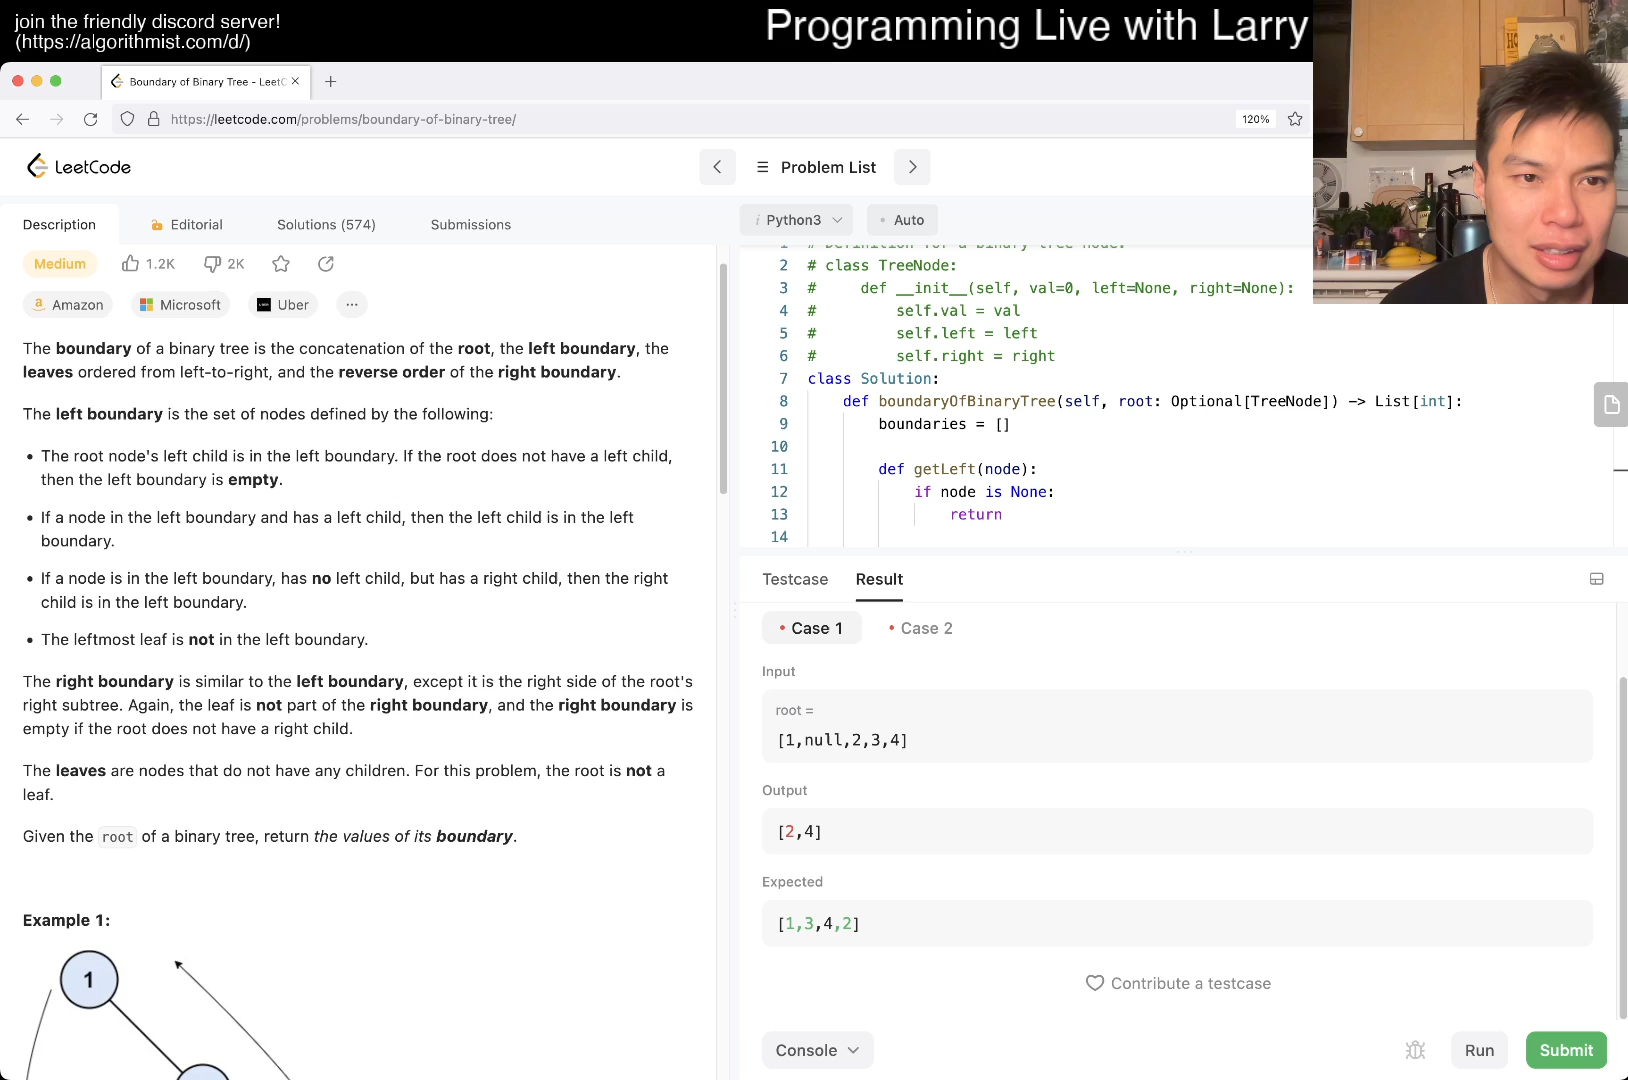 join the friendly discord server!
(https://algorithmist.com/d/)
Programming Live with Larry
Boundary of Binary Tree - LeetC
https://leetcode.com/problems/boundary-of-binary-tree/
120%
LeetCode
Problem List
Description
Editorial
Solutions (574)
Submissions
Python3
Auto
Medium
1.2K
2K
Amazon
Microsoft
Uber
...
The boundary of a binary tree is the concatenation of the root, the left boundary, the
leaves ordered from left-to-right, and the reverse order of the right boundary.
The left boundary is the set of nodes defined by the following:
• The root node's left child is in the left boundary. If the root does not have a left child,
then the left boundary is empty.
• If a node in the left boundary and has a left child, then the left child is in the left
boundary.
• If a node is in the left boundary, has no left child, but has a right child, then the right
child is in the left boundary.
• The leftmost leaf is not in the left boundary.
The right boundary is similar to the left boundary, except it is the right side of the root's
right subtree. Again, the leaf is not part of the right boundary, and the right boundary is
empty if the root does not have a right child.
The leaves are nodes that do not have any children. For this problem, the root is not a
leaf.
Given the root of a binary tree, return the values of its boundary.
Example 1:
1
1 # Definition for a binary tree node.
2 # class TreeNode:
3 #     def __init__(self, val=0, left=None, right=None):
4 #         self.val = val
5 #         self.left = left
6 #         self.right = right
7 class Solution:
8     def boundaryOfBinaryTree(self, root: Optional[TreeNode]) -> List[int]:
9         boundaries = []
10
11         def getLeft(node):
12             if node is None:
13                 return
14
Testcase
Result
• Case 1
• Case 2
Input
root =
[1,null,2,3,4]
Output
[2,4]
Expected
[1,3,4,2]
Contribute a testcase
Console
Run
Submit